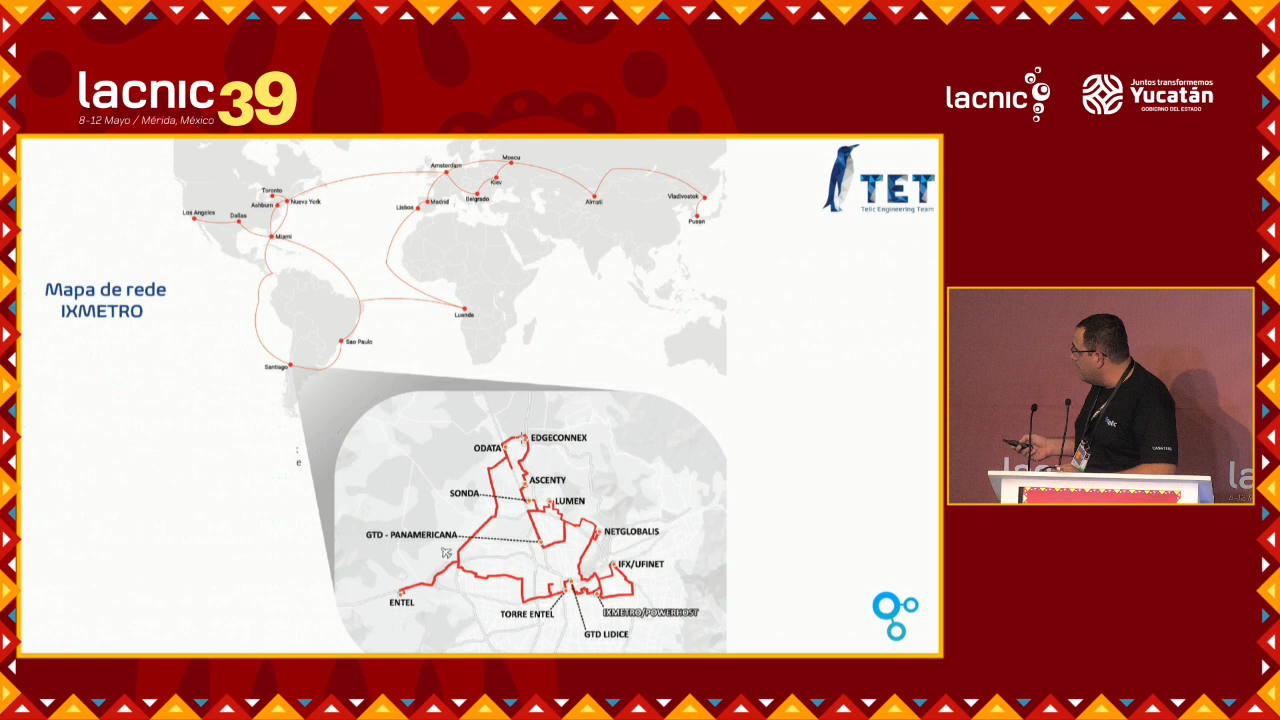 lacnic 39
8-12 Mayo / Mérida, México
lacnic
Juntos transformemos
Yucatán
GOBIERNO DEL ESTADO
TET
Telic Engineering Team
Mapa de rede
IXMETRO
Moscu
Amsterdam
Kiev
Toronto
Belgrado
Almati
Vladivostok
Ashburn
Nueva York
Madrid
Lisboa
Los Angeles
Dallas
Pusan
Miami
Luanda
Sao Paulo
Santiago
:
e
EDGECONNEX
ODATA
ASCENTY
SONDA
LUMEN
NETGLOBALIS
GTD - PANAMERICANA
IFX/UFINET
ENTEL
TORRE ENTEL
IXMETRO/POWERHOST
GTD LIDICE